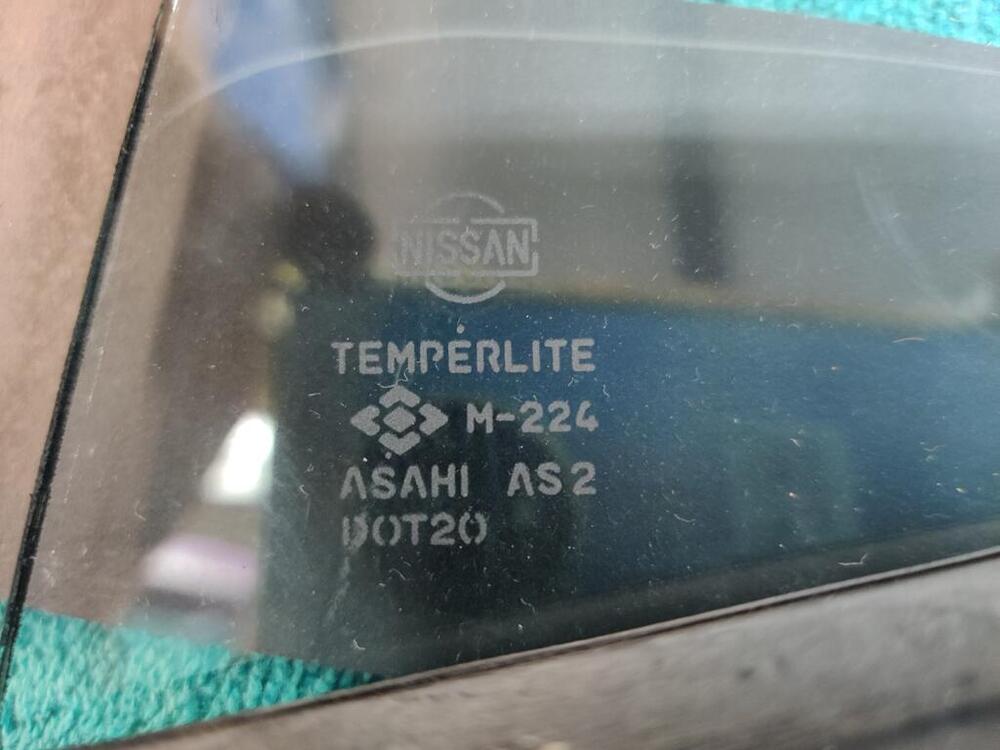 NISSAN
TEMPERLITE
M-224
ASAHI AS2
DOT20